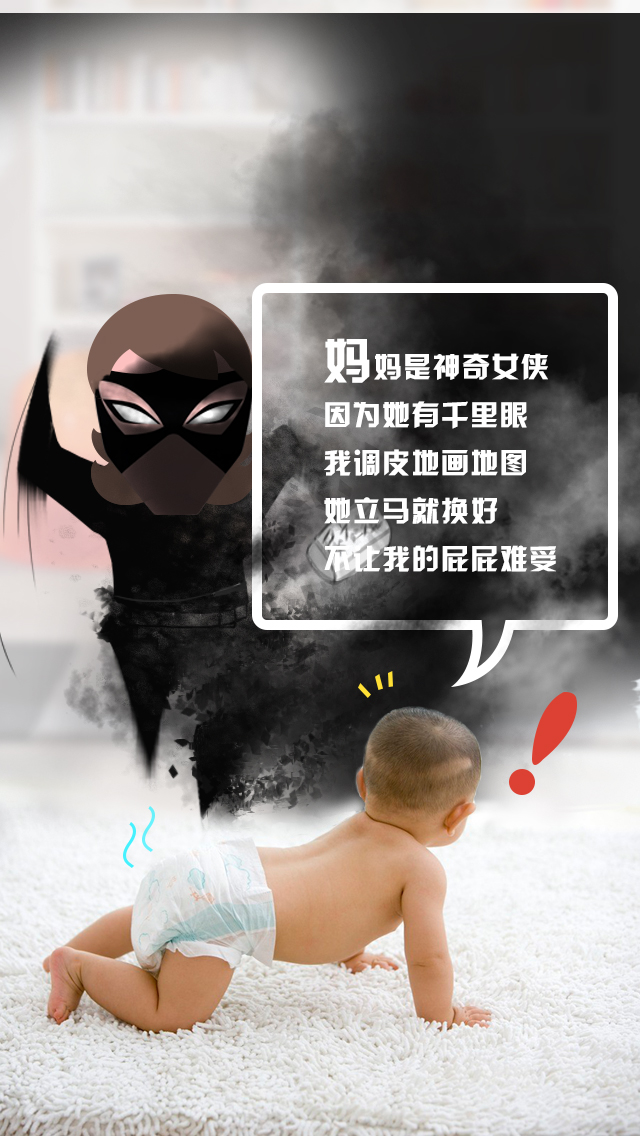 妈妈是神奇女侠
因为她有千里眼
我调皮地画地图
她立马就换好
不让我的屁屁难受